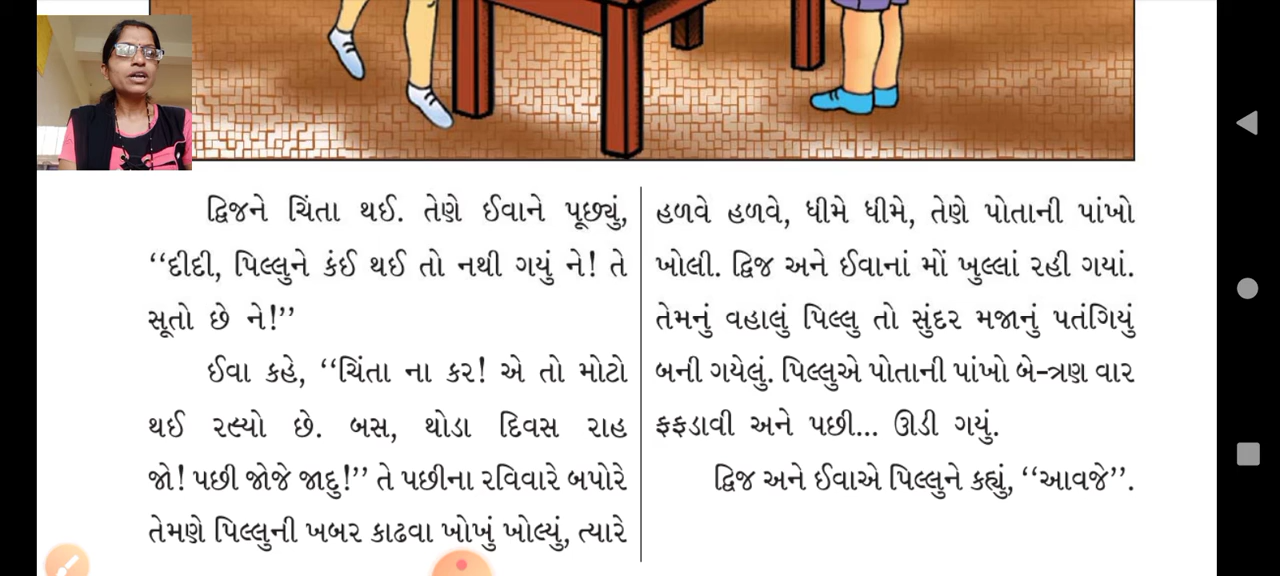 દ્વિજને ચિંતા થઈ. તેણે ઈવાને પૂછ્યું,
‘‘દીદી, પિલ્લુને કંઈ થઈ તો નથી ગયું ને! તે
સૂતો છે ને!’’
ઈવા કહે, ‘‘ચિંતા ના કર! એ તો મોટો
થઈ રહ્યો છે. બસ, થોડા દિવસ રાહ
જો! પછી જોજે જાદુ!’’ તે પછીના રવિવારે બપોરે
તેમણે પિલ્લુની ખબર કાઢવા ખોખું ખોલ્યું, ત્યારે
હળવે હળવે, ધીમે ધીમે, તેણે પોતાની પાંખો
ખોલી. દ્વિજ અને ઈવાનાં મોં ખુલ્લાં રહી ગયાં.
તેમનું વહાલું પિલ્લુ તો સુંદર મજાનું પતંગિયું
બની ગયેલું. પિલ્લુએ પોતાની પાંખો બે-ત્રણ વાર
ફફડાવી અને પછી... ઊડી ગયું.
દ્વિજ અને ઈવાએ પિલ્લુને કહ્યું, ‘‘આવજે’’.